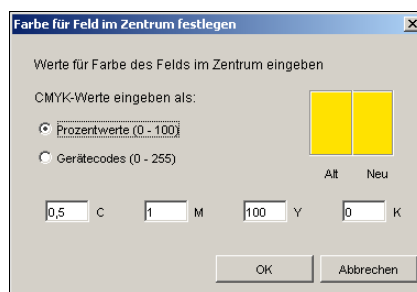 Farbe für Feld im Zentrum festlegen
Werte für Farbe des Felds im Zentrum eingeben
CMYK-Werte eingeben als:
Prozentwerte (0 - 100)
Gerätecodes (0 - 255)
Alt Neu
0,5 C 1 M 100 Y 0 K
OK Abbrechen